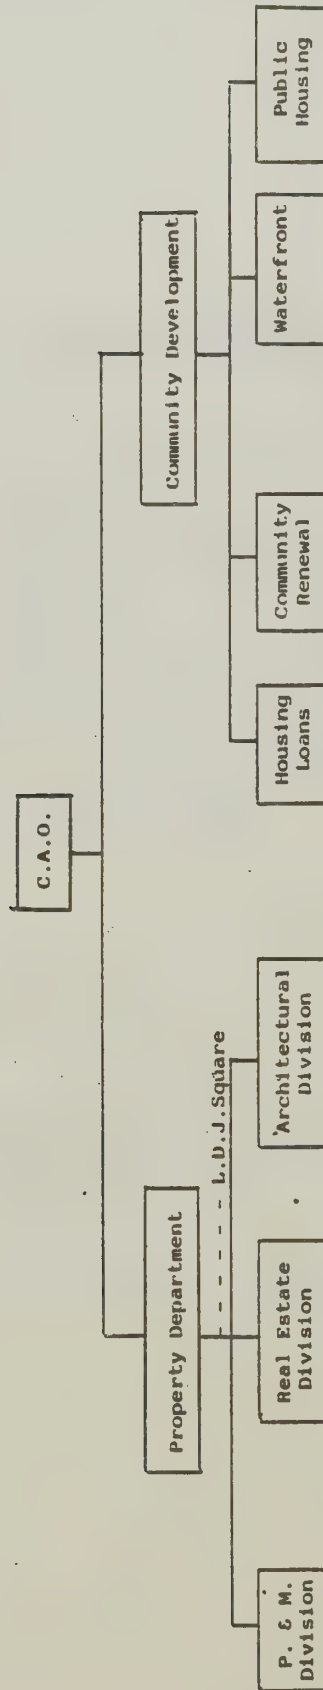 C.A.O.
Property Department
Community Development
L.D.J.Square
P. & M.
Division
Real Estate
Division
Architectural
Division
Housing
Loans
Community
Renewal
Waterfront
Public
Housing